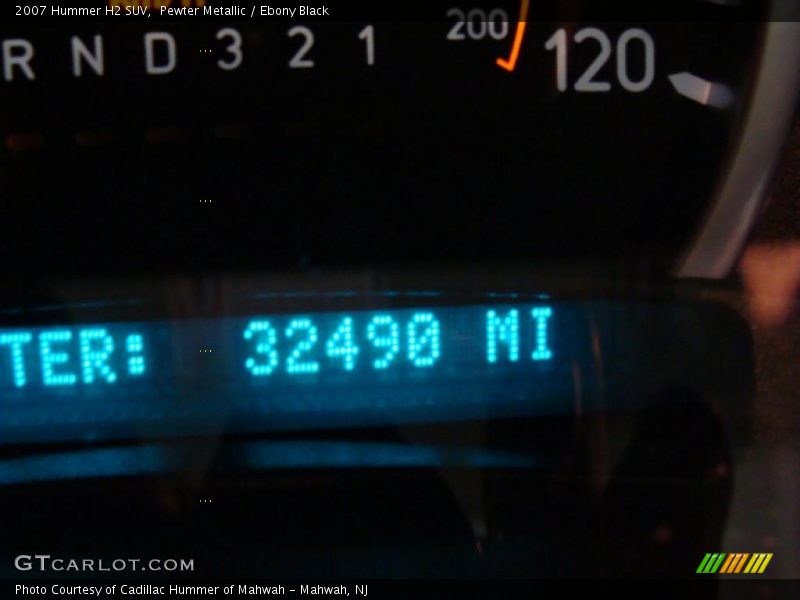 2007 Hummer H2 SUV,  Pewter Metallic / Ebony Black
R N D 3 2 1
200
120
TER: 32490 MI
GTCARLOT.COM
Photo Courtesy of Cadillac Hummer of Mahwah - Mahwah, NJ